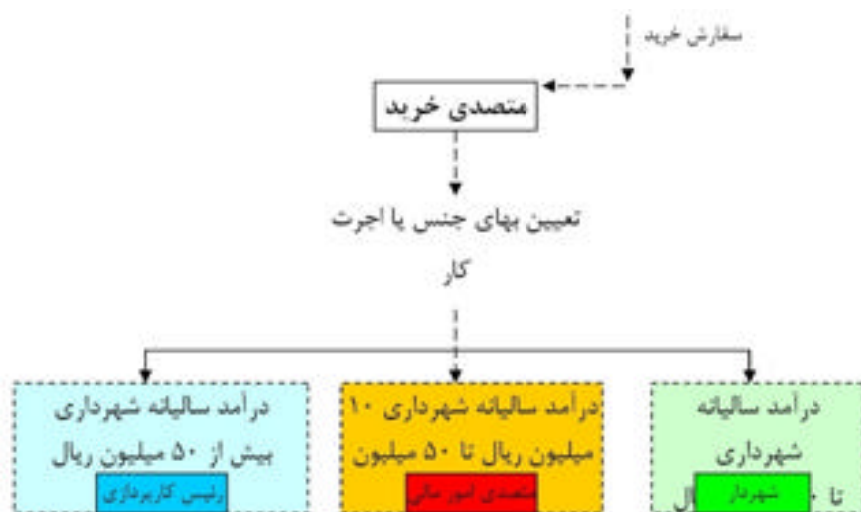 سفارش خرید
متصدی خرید
تعیین بهای جنس یا اجرت
کار
درآمد سالیانه
شهرداری
تا
شهردار
درآمد سالیانه شهرداری ۱۰
میلیون ریال تا ۵۰ میلیون
متصدی امور مالی
درآمد سالیانه شهرداری
بیش از ۵۰ میلیون ریال
رئیس کارپردازی